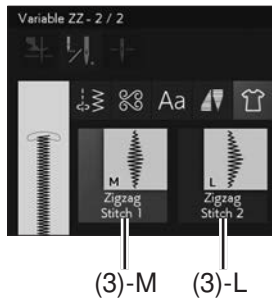 Variable ZZ - 2 / 2
Aa
M
L
Zigzag
Stitch 1
Zigzag
Stitch 2
(3)-M
(3)-L